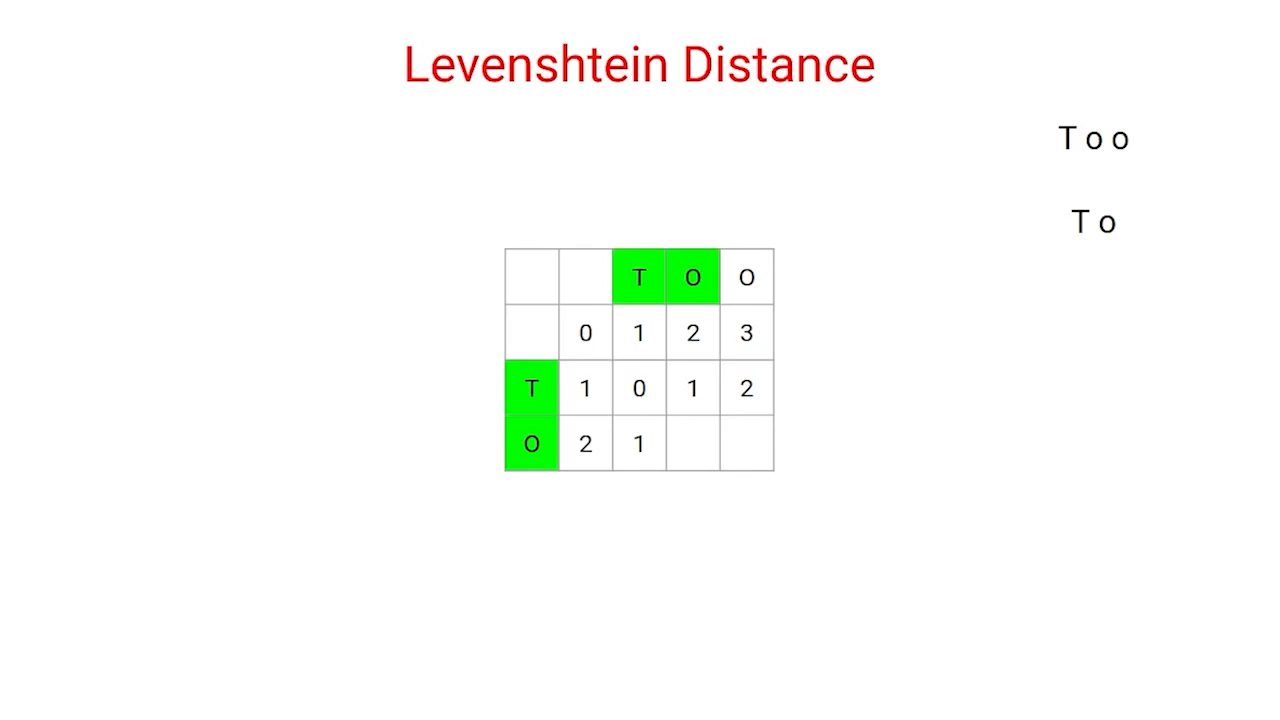 Levenshtein Distance
T o o
T o
T O O
0 1 2 3
T 1 0 1 2
O 2 1